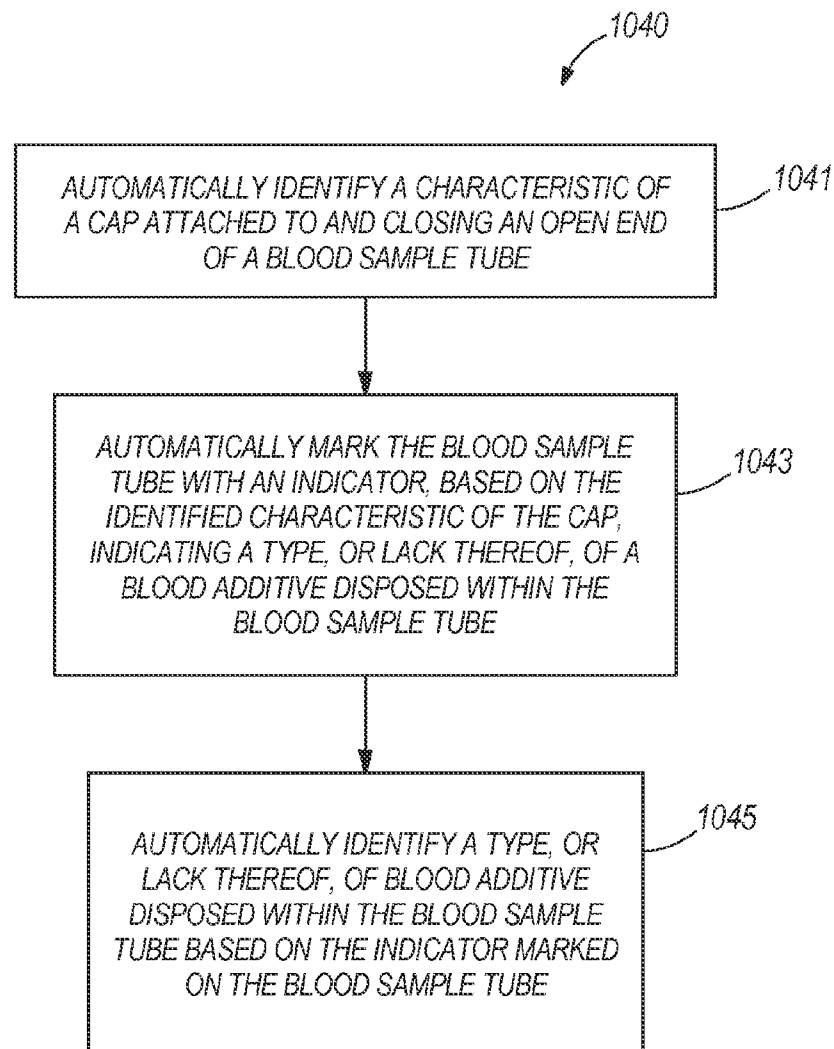 1040
AUTOMATICALLY IDENTIFY A CHARACTERISTIC OF
A CAP ATTACHED TO AND CLOSING AN OPEN END
OF A BLOOD SAMPLE TUBE
1041
AUTOMATICALLY MARK THE BLOOD SAMPLE
TUBE WITH AN INDICATOR, BASED ON THE
IDENTIFIED CHARACTERISTIC OF THE CAP,
INDICATING A TYPE, OR LACK THEREOF, OF A
BLOOD ADDITIVE DISPOSED WITHIN THE
BLOOD SAMPLE TUBE
1043
AUTOMATICALLY IDENTIFY A TYPE, OR
LACK THEREOF, OF BLOOD ADDITIVE
DISPOSED WITHIN THE BLOOD SAMPLE
TUBE BASED ON THE INDICATOR MARKED
ON THE BLOOD SAMPLE TUBE
1045